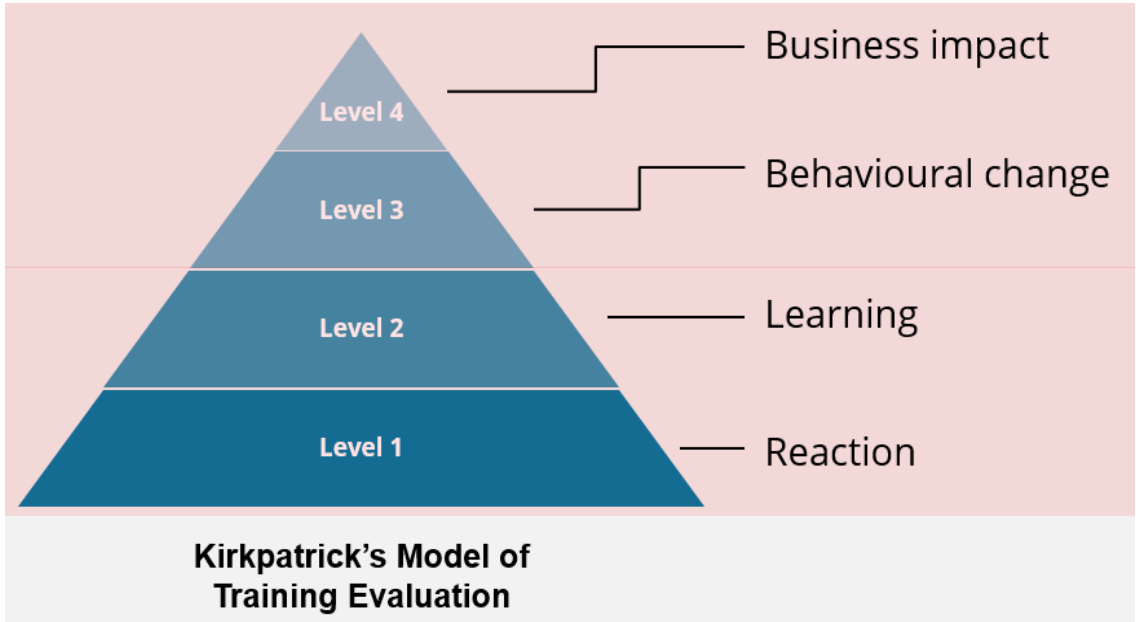 Business impact
Level 4
Behavioural change
Level 3
Learning
Level 2
Reaction
Level 1
Kirkpatrick’s Model of
Training Evaluation